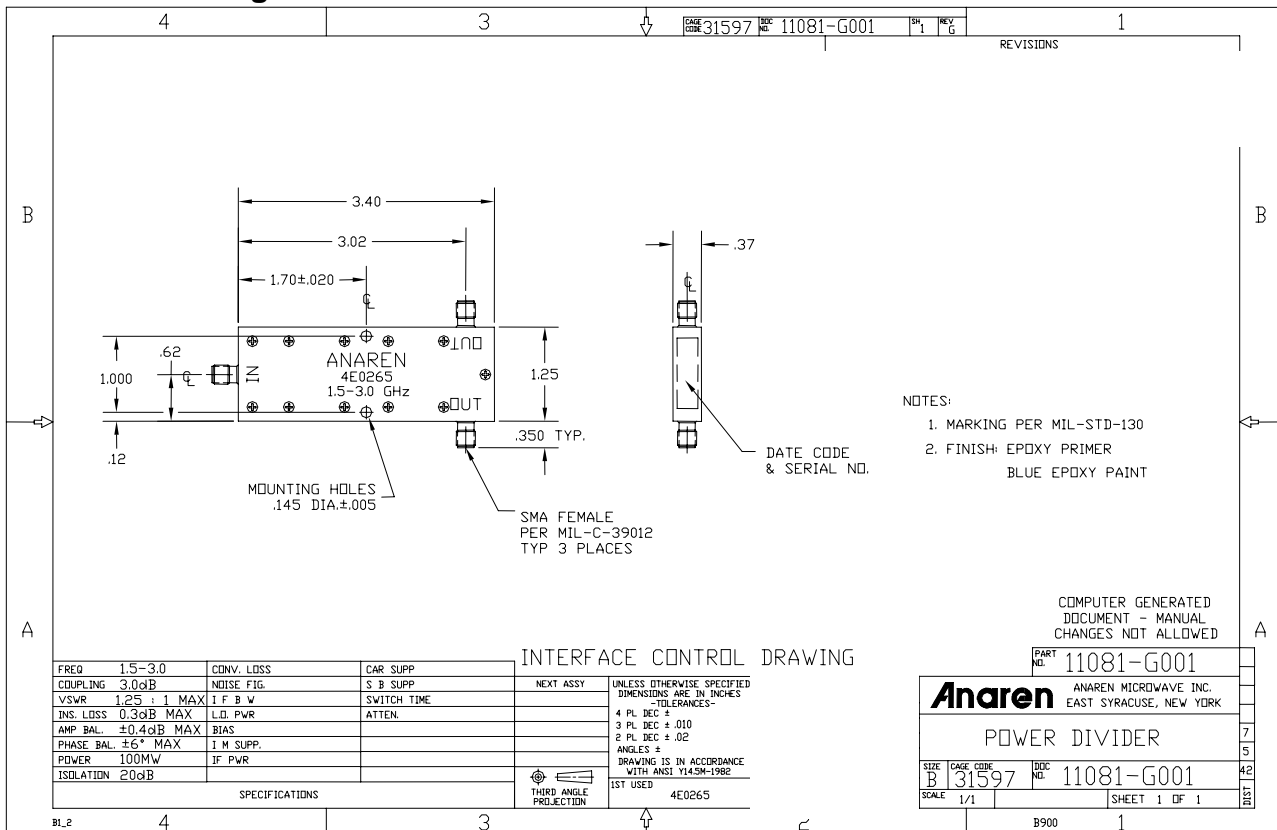 4 3 1
CAGE CODE 31597 DOC NO. 11081-G001 SH 1 REV G
REVISIONS
B B
3.40
3.02
1.70±.020
.37
.62
1.000
1.25
.350 TYP.
.12
IN
OUT
ANAREN
4E0265
1.5-3.0 GHz
OUT
MOUNTING HOLES
.145 DIA.±.005
SMA FEMALE
PER MIL-C-39012
TYP 3 PLACES
DATE CODE
& SERIAL NO.
NOTES:
1. MARKING PER MIL-STD-130
2. FINISH: EPOXY PRIMER
BLUE EPOXY PAINT
COMPUTER GENERATED
DOCUMENT - MANUAL
CHANGES NOT ALLOWED
A A
INTERFACE CONTROL DRAWING
FREQ 1.5-3.0 CONV. LOSS CAR SUPP
COUPLING 3.0dB NOISE FIG. S B SUPP
VSWR 1.25 : 1 MAX I F B W SWITCH TIME
INS. LOSS 0.3dB MAX L.O. PWR ATTEN.
AMP BAL. ±0.4dB MAX BIAS
PHASE BAL. ±6° MAX I M SUPP.
POWER 100MW IF PWR
ISOLATION 20dB
SPECIFICATIONS
NEXT ASSY
THIRD ANGLE
PROJECTION
UNLESS OTHERWISE SPECIFIED
DIMENSIONS ARE IN INCHES
-TOLERANCES-
4 PL DEC ±
3 PL DEC ± .010
2 PL DEC ± .02
ANGLES ±
DRAWING IS IN ACCORDANCE
WITH ANSI Y14.5M-1982
1ST USED
4E0265
PART NO. 11081-G001
Anaren
ANAREN MICROWAVE INC.
EAST SYRACUSE, NEW YORK
POWER DIVIDER
SIZE B CAGE CODE 31597 DOC NO. 11081-G001
SCALE 1/1 SHEET 1 OF 1
7
5
42
DIST
B1_2 4 3 B900 1